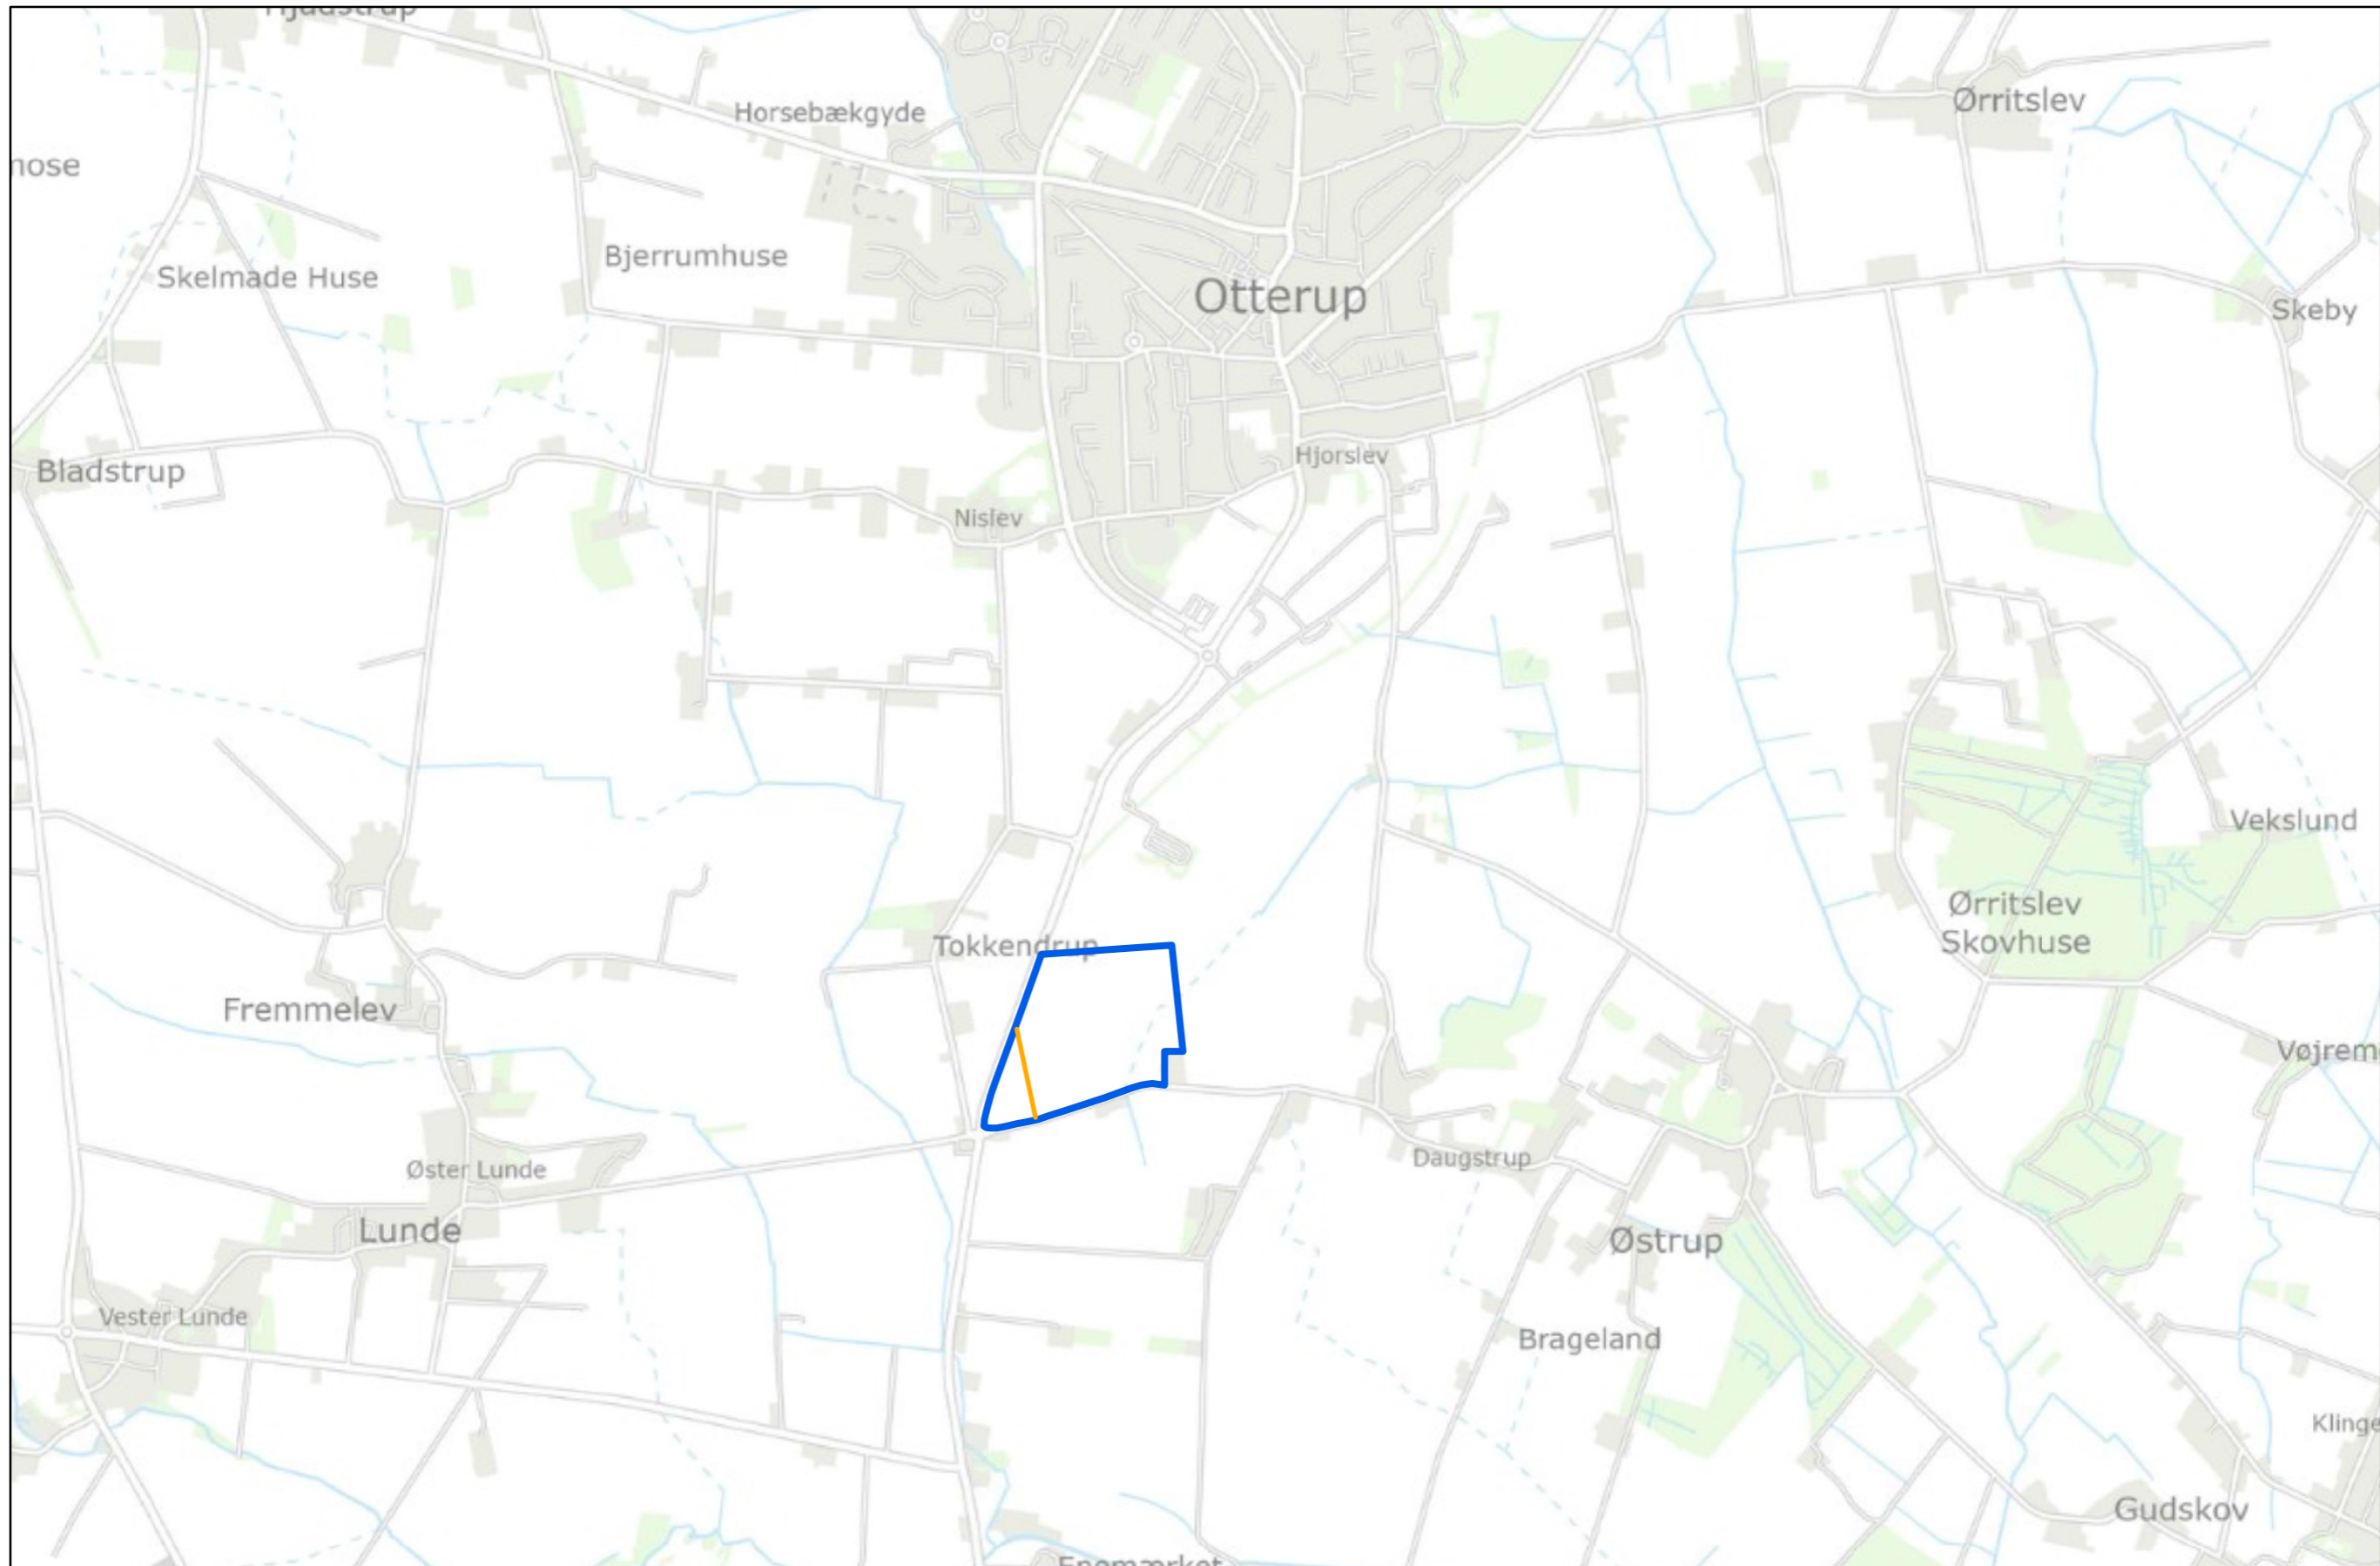 Horsebækgyde
Ørritslev
Bjerrumhuse
Skelmade Huse
Otterup
Skeby
Hjorslev
Bladstrup
Nislev
Vekslund
Ørritslev
Skovhuse
Tokkendrup
Fremmelev
Øster Lunde
Daugstrup
Lunde
Østrup
Vester Lunde
Brageland
Gudskov